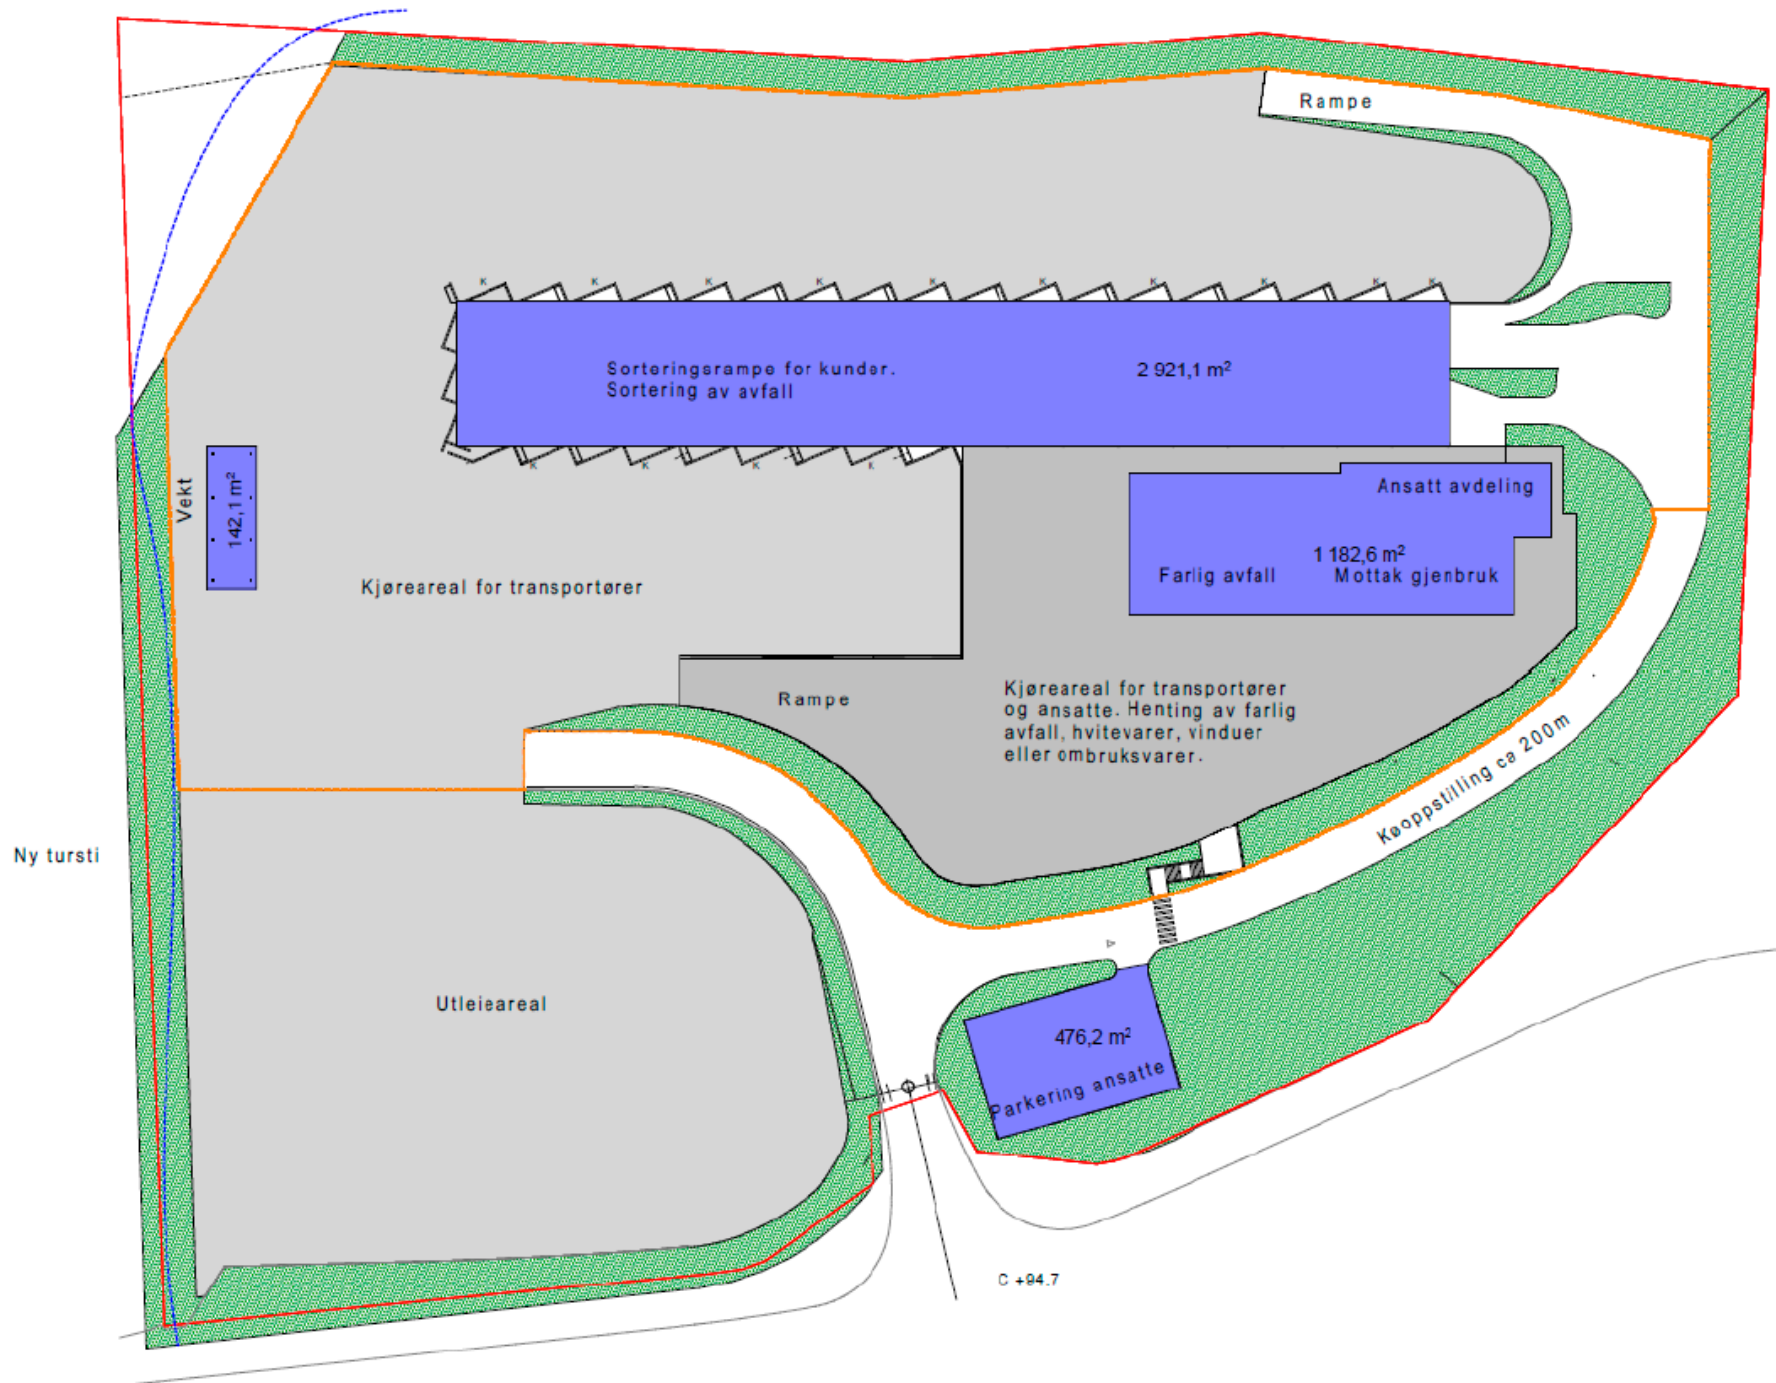 Rampe
K K K K K K K K K K
Sorteringsrampe for kunder.
Sortering av avfall
2 921,1 m²
K K K K
Vekt
142,1 m²
Ansatt avdeling
1 182,6 m²
Farlig avfall
Mottak gjenbruk
Kjøreareal for transportører
Rampe
Kjøreareal for transportører
og ansatte. Henting av farlig
avfall, hvitevarer, vinduer
eller ombruksvarer.
Køoppstilling ca 200m
Ny tursti
Utleieareal
476,2 m²
Parkering ansatte
C +94.7